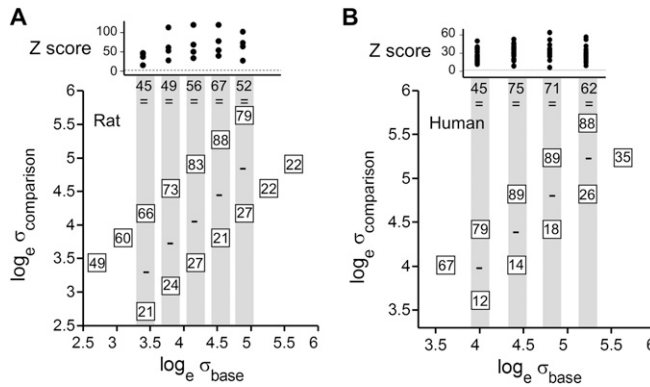 A
Z score
100
50
0
45 49 56 67 52
= = = = =
Rat
79
88
83
73
66
60
49
22
22
27
21
27
24
21
- - - - -
6
5.5
5
4.5
4
3.5
3
2.5
logₑ σcomparison
2.5 3 3.5 4 4.5 5 5.5 6
logₑ σbase
B
Z score
60
30
0
45 75 71 62
= = = =
Human
88
89
89
79
67
35
26
18
14
12
- - - -
6
5.5
5
4.5
4
3.5
logₑ σcomparison
3.5 4 4.5 5 5.5 6
logₑ σbase